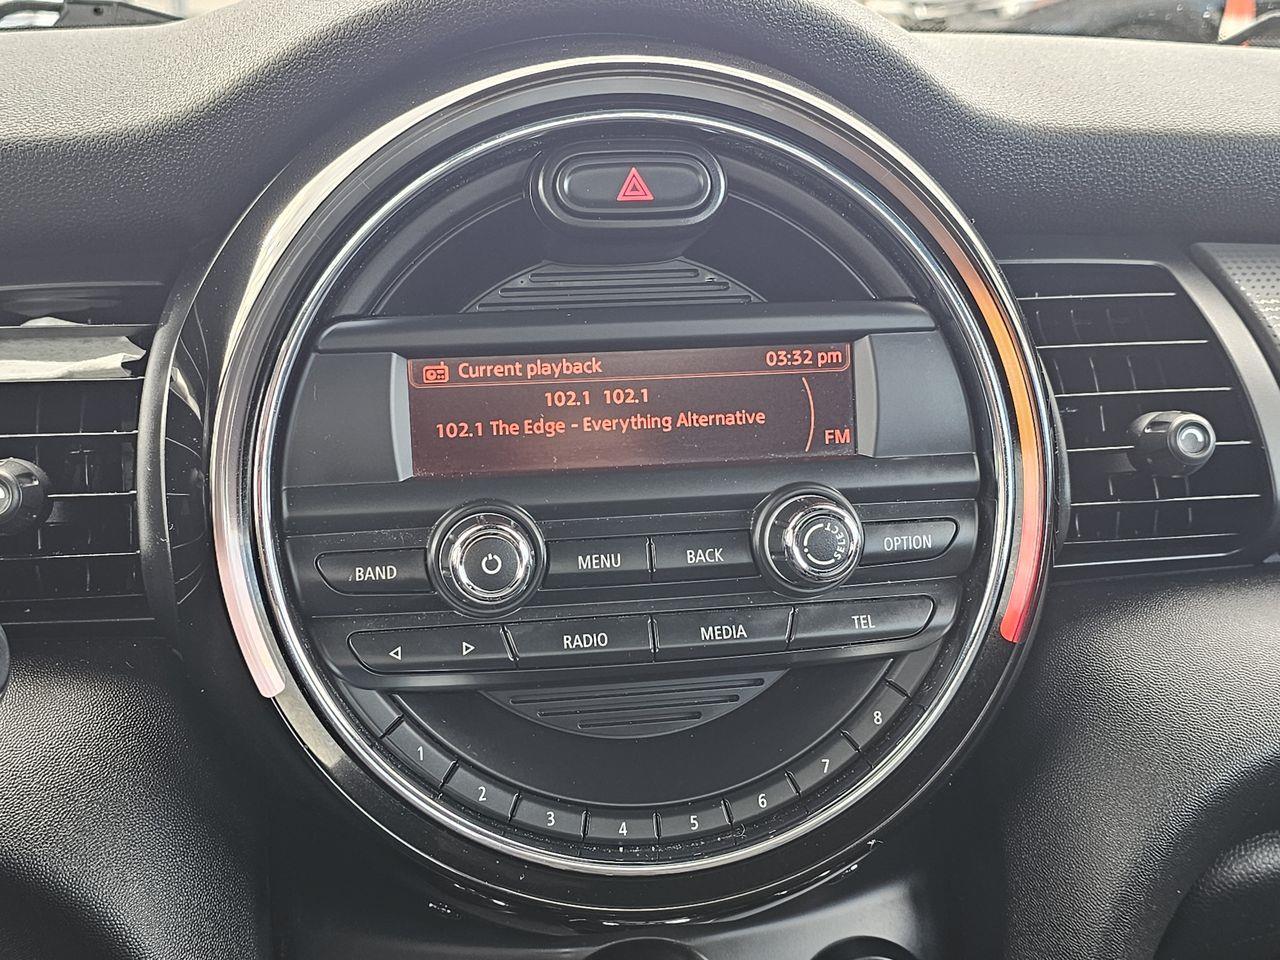 Current playback 03:32 pm
102.1 102.1
102.1 The Edge - Everything Alternative
FM
BAND MENU BACK SELECT OPTION
RADIO MEDIA TEL
1 2 3 4 5 6 7 8